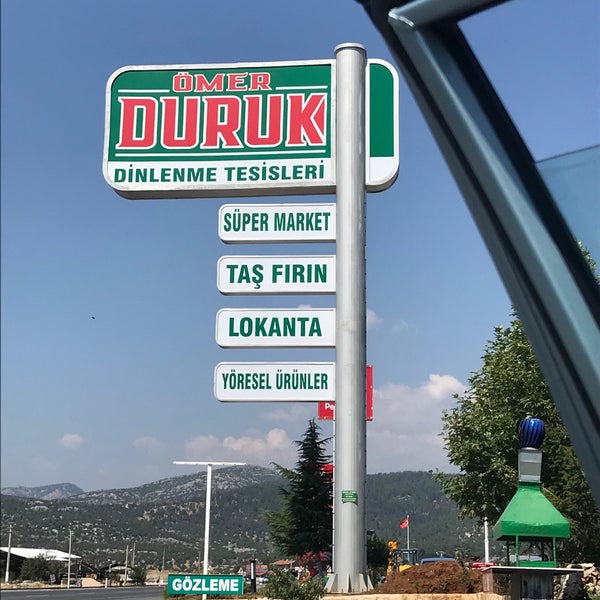 ÖMER
DURUK
DİNLENME TESİSLERİ
SÜPER MARKET
TAŞ FIRIN
LOKANTA
YÖRESEL ÜRÜNLER
GÖZLEME